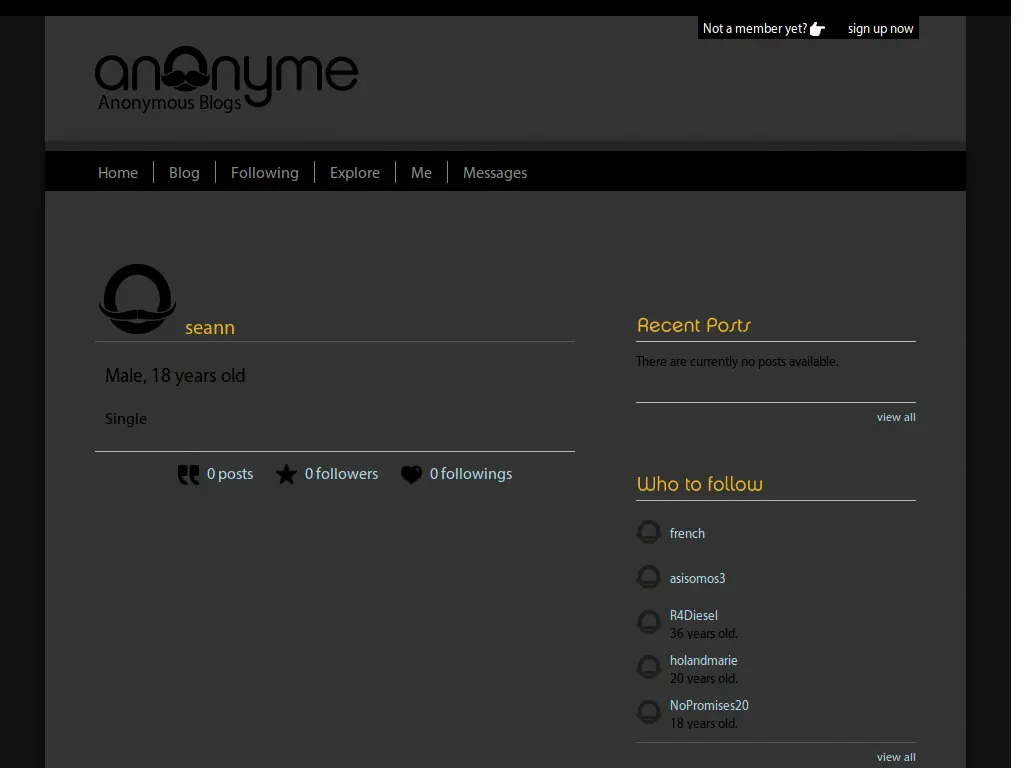 Not a member yet? sign up now
anonyme
Anonymous Blogs
Home Blog Following Explore Me Messages
seann
Male, 18 years old
Single
0 posts 0 followers 0 followings
Recent Posts
There are currently no posts available.
view all
Who to follow
french
asisomos3
R4Diesel
36 years old.
holandmarie
20 years old.
NoPromises20
18 years old.
view all